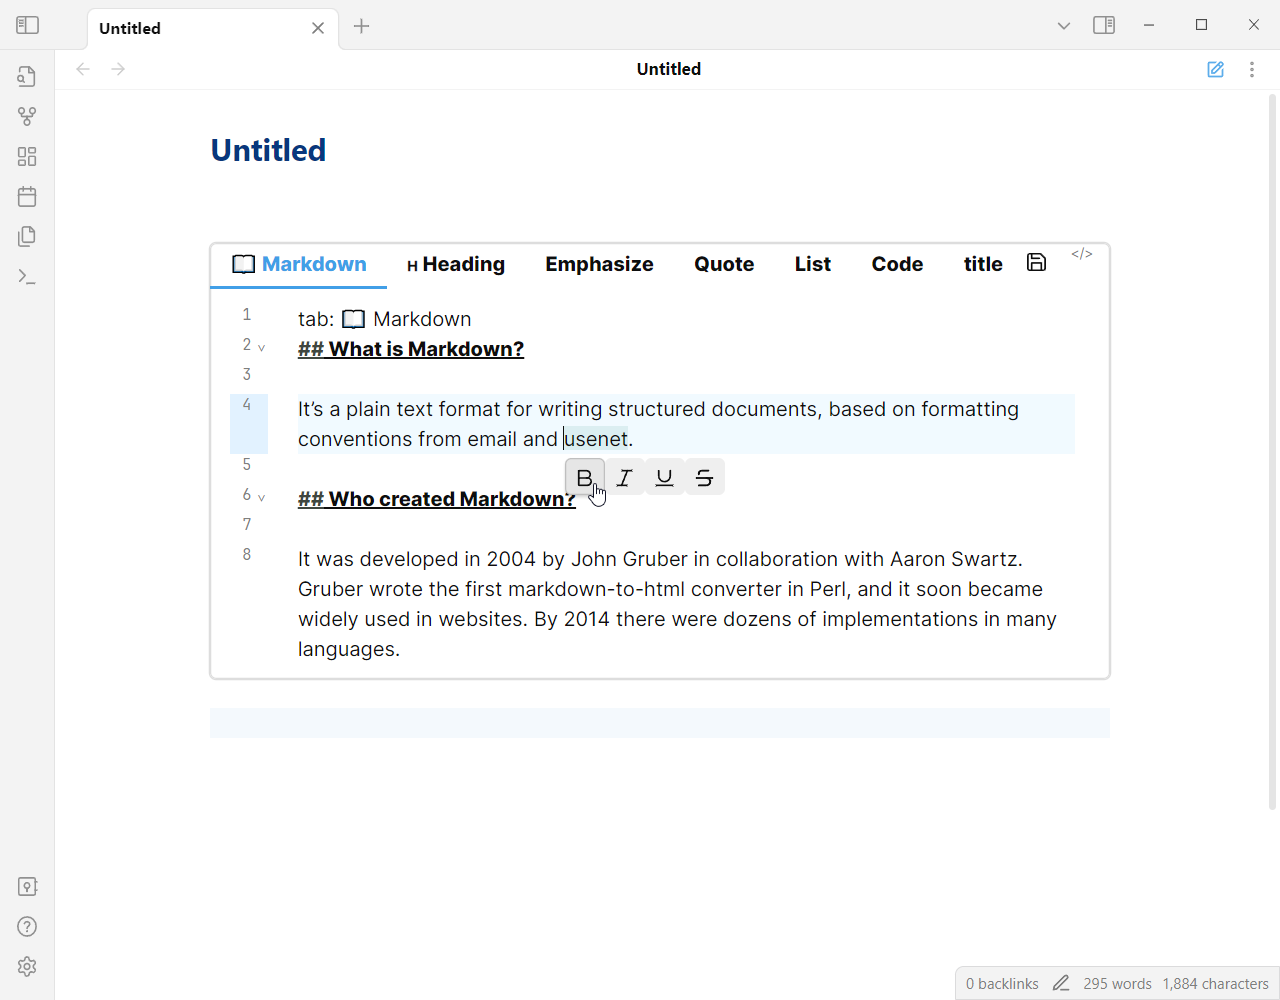 Untitled
Untitled
Untitled
Markdown H Heading Emphasize Quote List Code title </>
1 tab: Markdown
2 ## What is Markdown?
3
4 It’s a plain text format for writing structured documents, based on formatting
conventions from email and usenet.
5
B I U S
6 ## Who created Markdown?
7
8 It was developed in 2004 by John Gruber in collaboration with Aaron Swartz.
Gruber wrote the first markdown-to-html converter in Perl, and it soon became
widely used in websites. By 2014 there were dozens of implementations in many
languages.
0 backlinks 295 words 1,884 characters